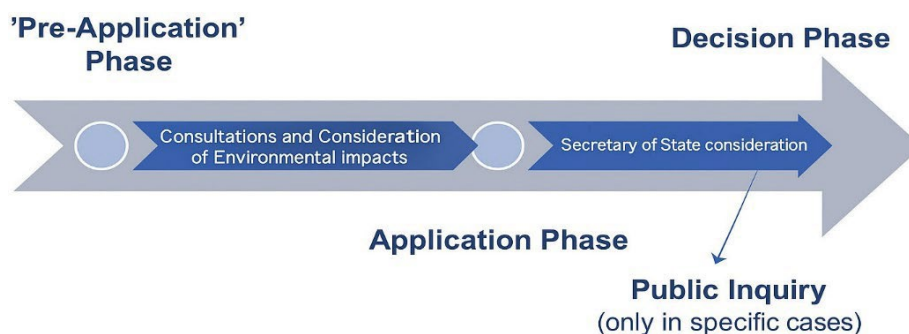 ’Pre-Application’
Phase
Decision Phase
Consultations and Consideration
of Environmental impacts
Secretary of State consideration
Application Phase
Public Inquiry
(only in specific cases)